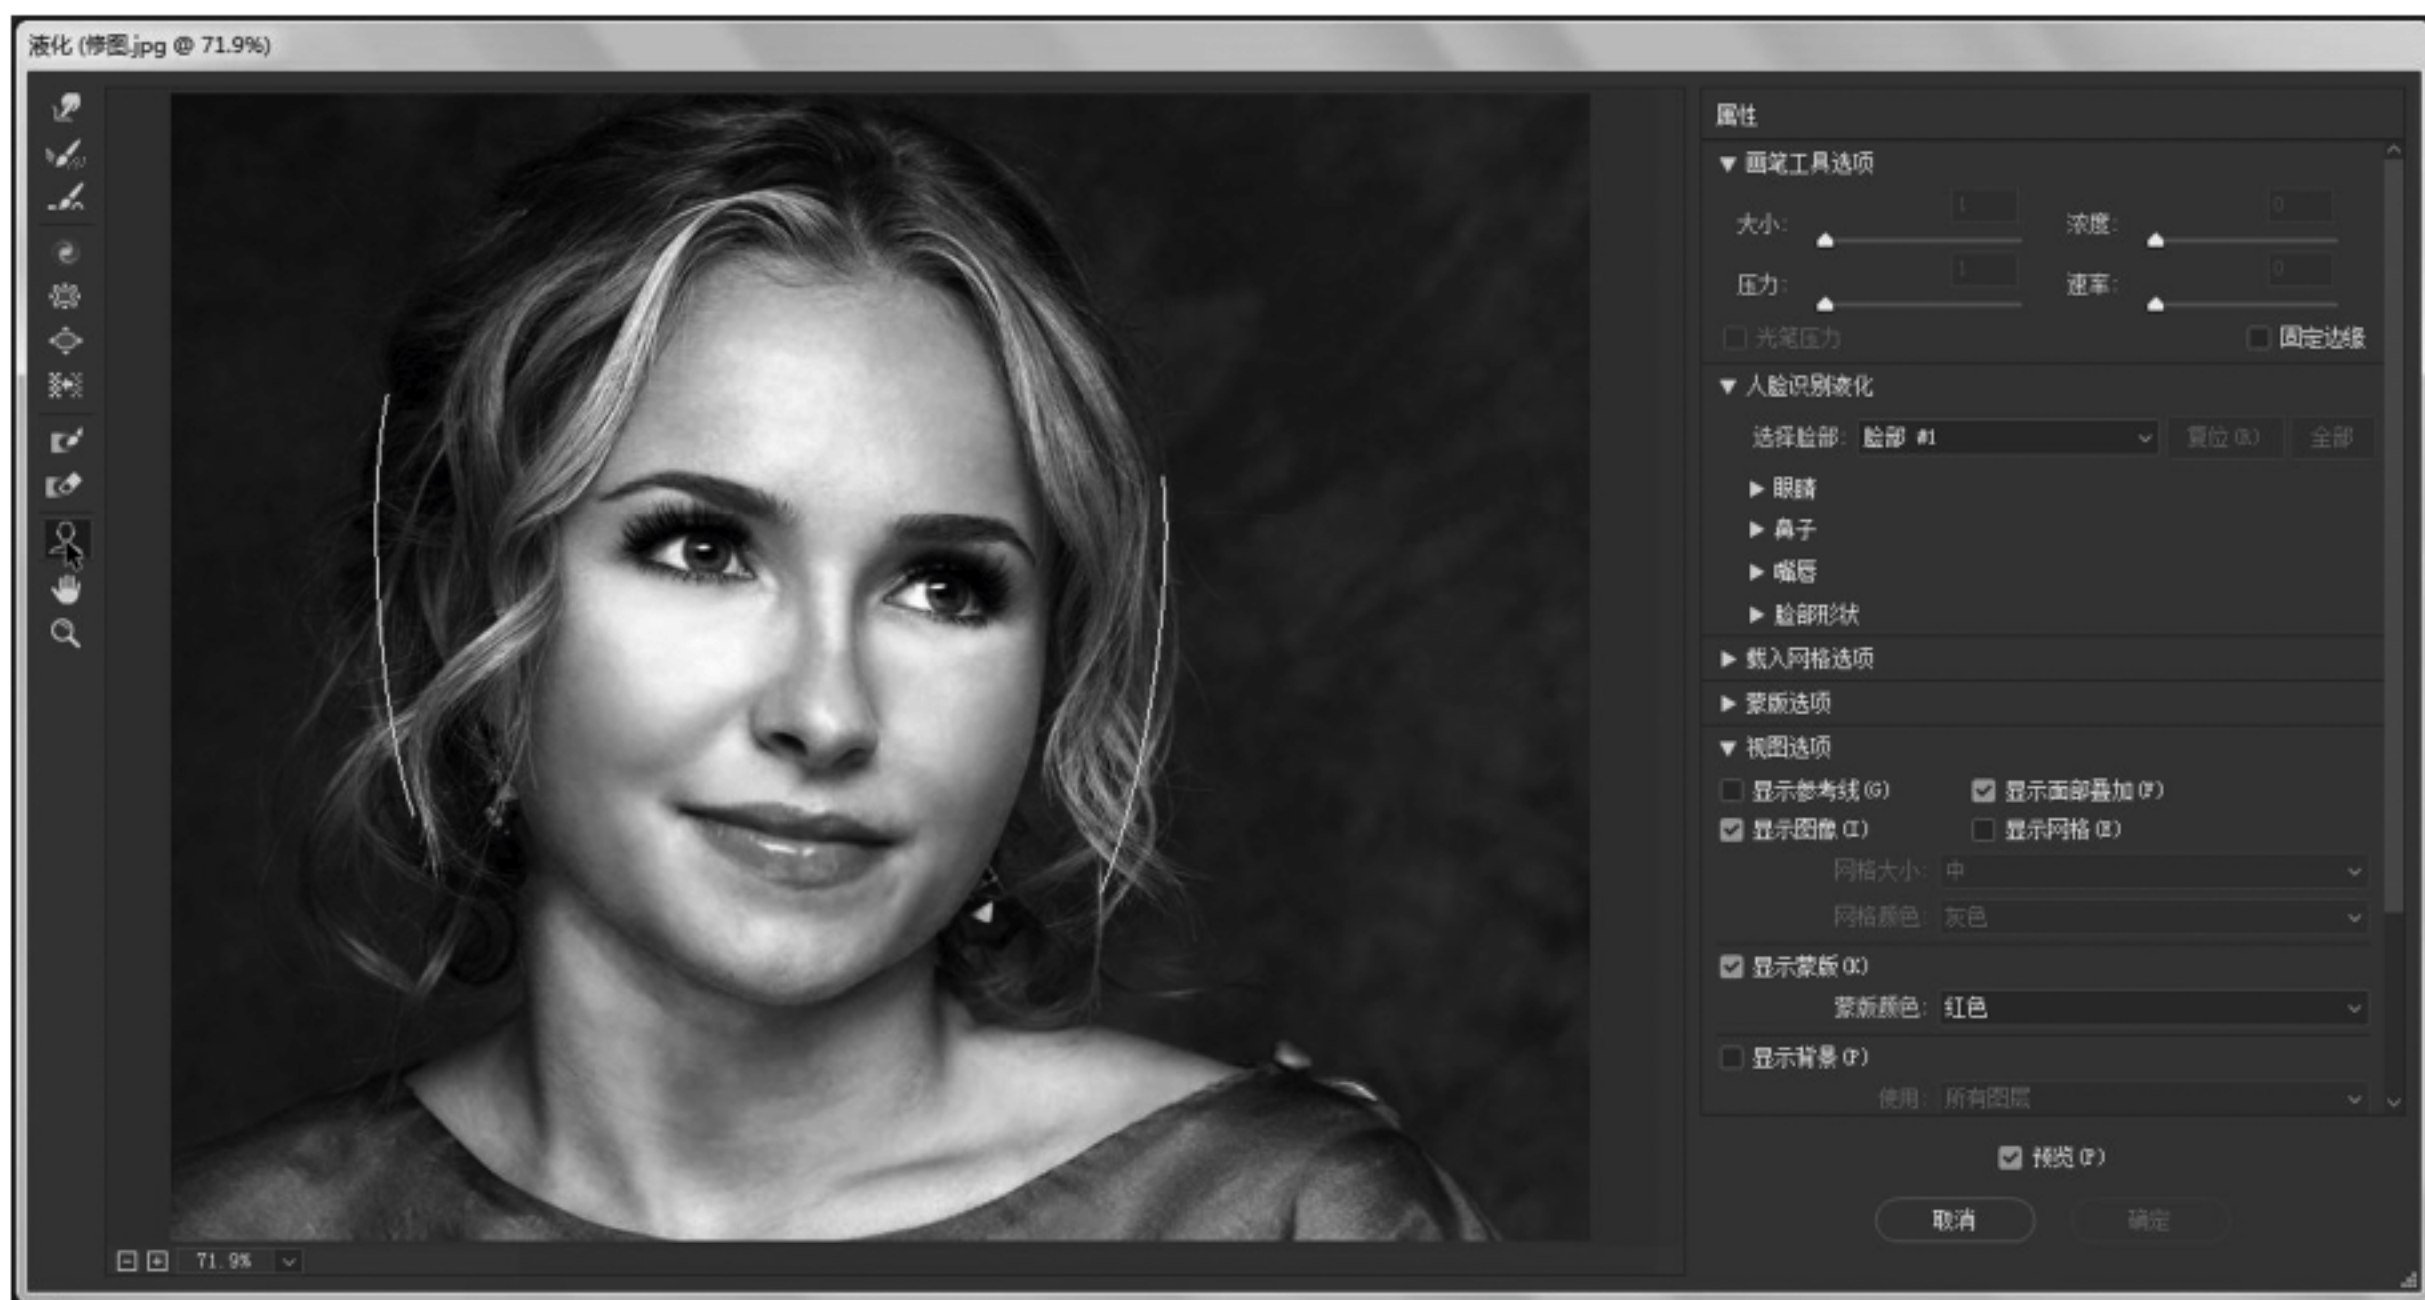 液化 (修图.jpg @ 71.9%)
属性
画笔工具选项
大小: 1 浓度: 0
压力: 1 速率: 0
光笔压力 固定边缘
人脸识别液化
选择脸部: 脸部 #1 复位(R) 全部
眼睛
鼻子
嘴唇
脸部形状
载入网格选项
蒙版选项
视图选项
显示参考线(G) 显示面部叠加(F)
显示图像(I) 显示网格(E)
网格大小: 中
网格颜色: 灰色
显示蒙版(K)
蒙版颜色: 红色
显示背景(P)
使用: 所有图层
预览(P)
取消 确定
71.9%